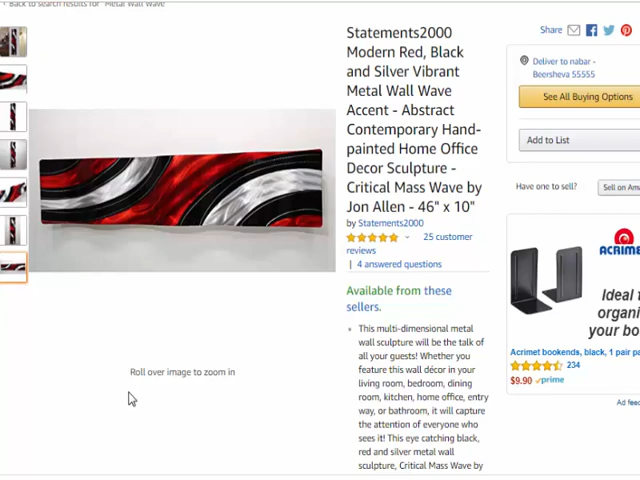 Back to search results for "Metal Wall Wave"
Share
Statements2000
Modern Red, Black
and Silver Vibrant
Metal Wall Wave
Accent - Abstract
Contemporary Hand-
painted Home Office
Decor Sculpture -
Critical Mass Wave by
Jon Allen - 46" x 10"
by Statements2000
25 customer
reviews
| 4 answered questions
Available from these
sellers.
This multi-dimensional metal
wall sculpture will be the talk of
all your guests! Whether you
feature this wall décor in your
living room, bedroom, dining
room, kitchen, home office, entry
way, or bathroom, it will capture
the attention of everyone who
sees it! This eye catching black,
red and silver metal wall
sculpture, Critical Mass Wave by
Roll over image to zoom in
Deliver to nabar -
Beersheva 55555
See All Buying Options
Add to List
Have one to sell?
Sell on Ama
ACRIME
Ideal f
organi
your bo
Acrimet bookends, black, 1 pair pa
234
$9.90 prime
Ad feed